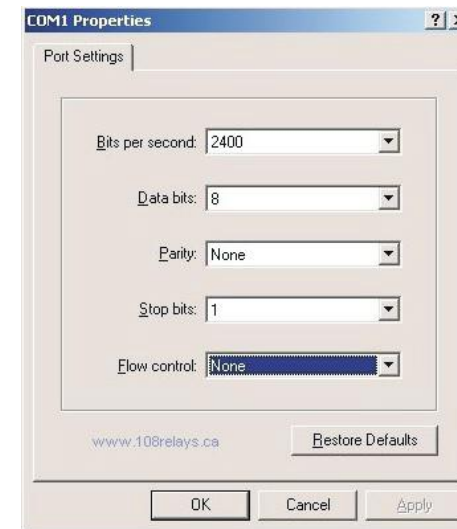 COM1 Properties
Port Settings
Bits per second: 2400
Data bits: 8
Parity: None
Stop bits: 1
Flow control: None
www.108relays.ca
Restore Defaults
OK Cancel Apply